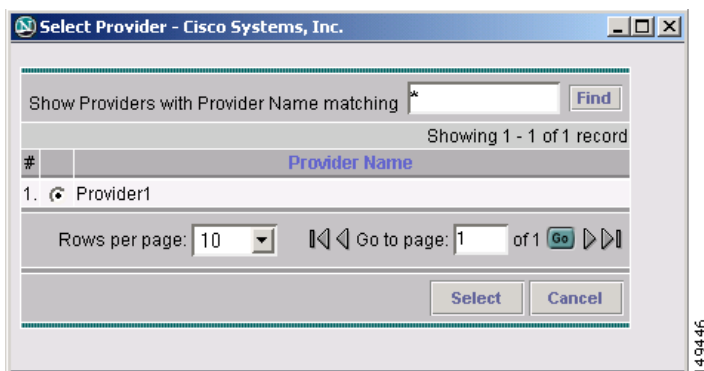 Select Provider - Cisco Systems, Inc.
Show Providers with Provider Name matching * Find
Showing 1 - 1 of 1 record
# Provider Name
1. Provider1
Rows per page: 10 Go to page: 1 of 1 Go
Select Cancel
149446